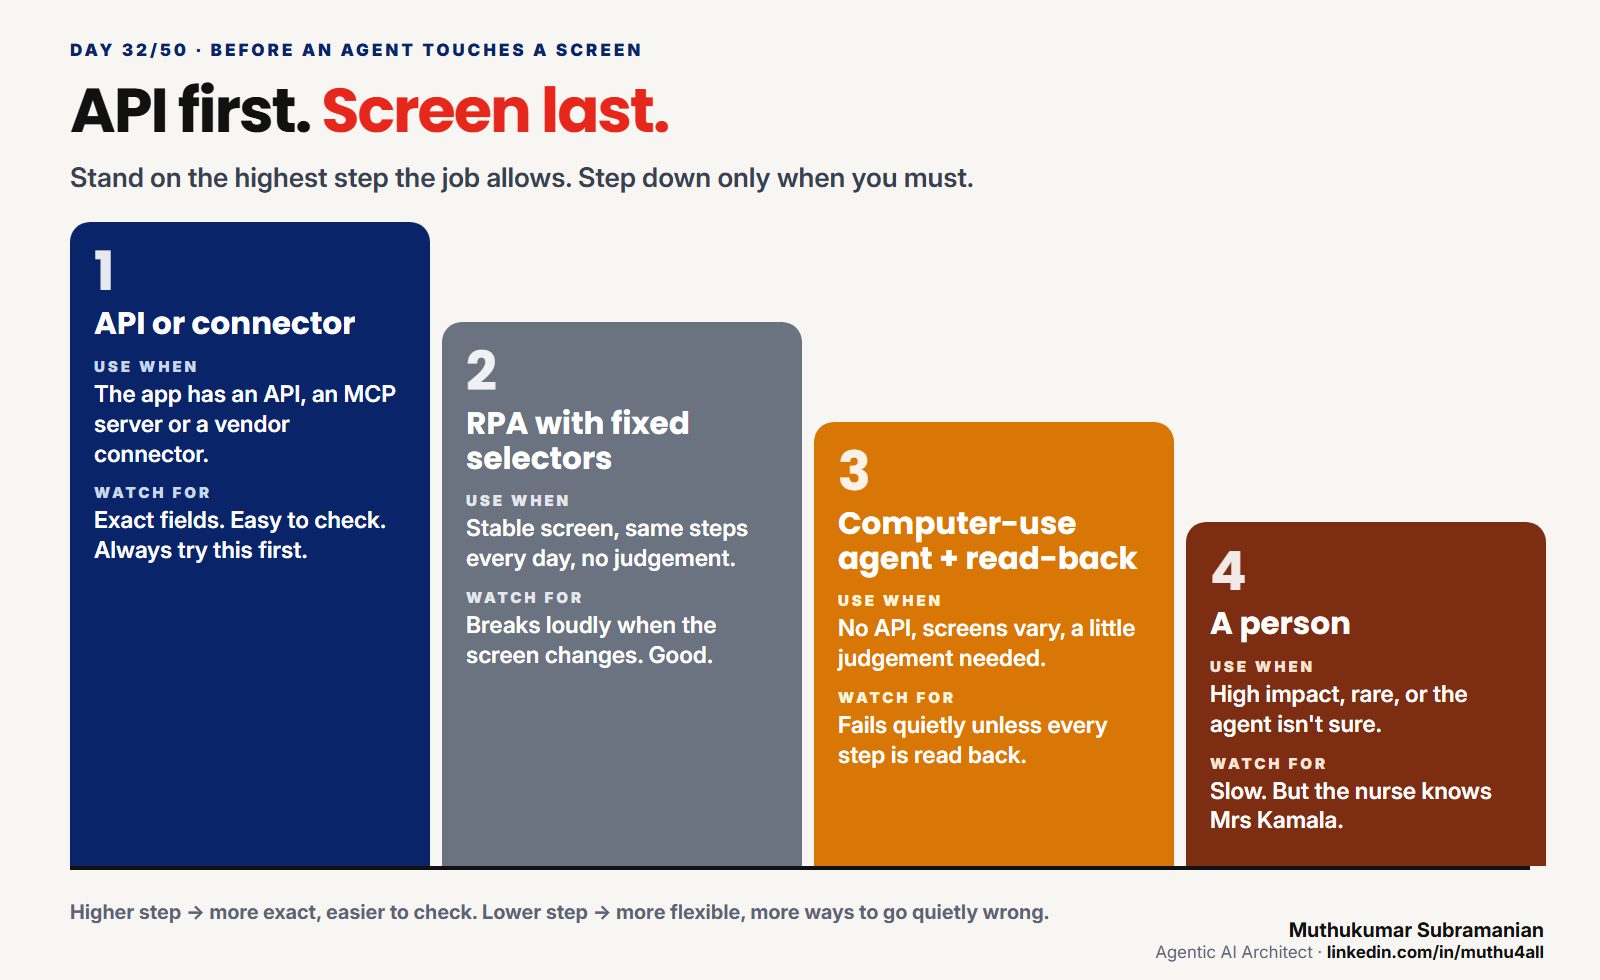 DAY 32/50 · BEFORE AN AGENT TOUCHES A SCREEN
API first. Screen last.
Stand on the highest step the job allows. Step down only when you must.
1
API or connector
USE WHEN
The app has an API, an MCP
server or a vendor
connector.
WATCH FOR
Exact fields. Easy to check.
Always try this first.
2
RPA with fixed
selectors
USE WHEN
Stable screen, same steps
every day, no judgement.
WATCH FOR
Breaks loudly when the
screen changes. Good.
3
Computer-use
agent + read-back
USE WHEN
No API, screens vary, a little
judgement needed.
WATCH FOR
Fails quietly unless every
step is read back.
4
A person
USE WHEN
High impact, rare, or the
agent isn't sure.
WATCH FOR
Slow. But the nurse knows
Mrs Kamala.
Higher step → more exact, easier to check. Lower step → more flexible, more ways to go quietly wrong.
Muthukumar Subramanian
Agentic AI Architect · linkedin.com/in/muthu4all